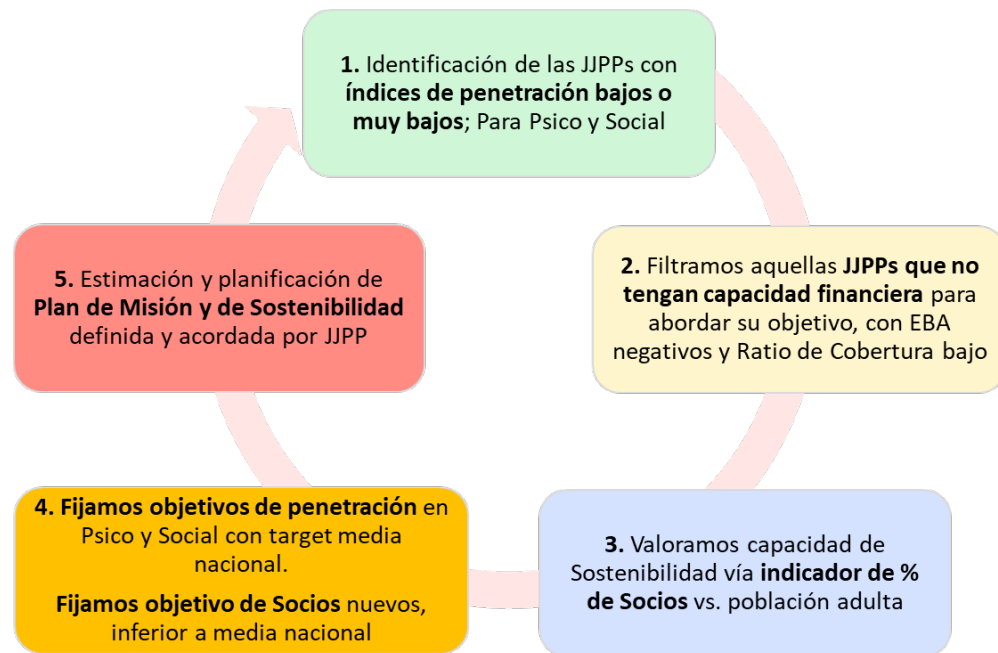 1. Identificación de las JJPPs con
índices de penetración bajos o
muy bajos; Para Psico y Social
2. Filtramos aquellas JJPPs que no
tengan capacidad financiera para
abordar su objetivo, con EBA
negativos y Ratio de Cobertura bajo
3. Valoramos capacidad de
Sostenibilidad vía indicador de %
de Socios vs. población adulta
4. Fijamos objetivos de penetración en
Psico y Social con target media
nacional.
Fijamos objetivo de Socios nuevos,
inferior a media nacional
5. Estimación y planificación de
Plan de Misión y de Sostenibilidad
definida y acordada por JJPP